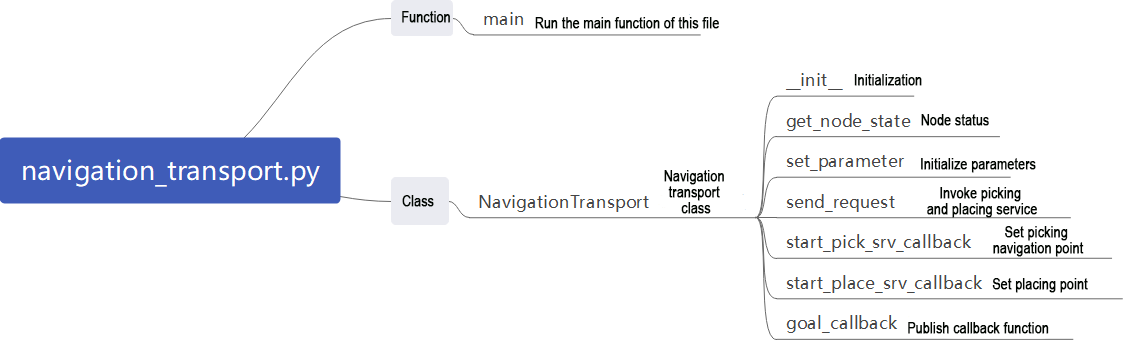 Function
main Run the main function of this file
navigation_transport.py
Class
NavigationTransport
Navigation
transport
class
__init__ Initialization
get_node_state Node status
set_parameter Initialize parameters
send_request
Invoke picking
and placing service
start_pick_srv_callback
Set picking
navigation point
start_place_srv_callback Set placing point
goal_callback Publish callback function